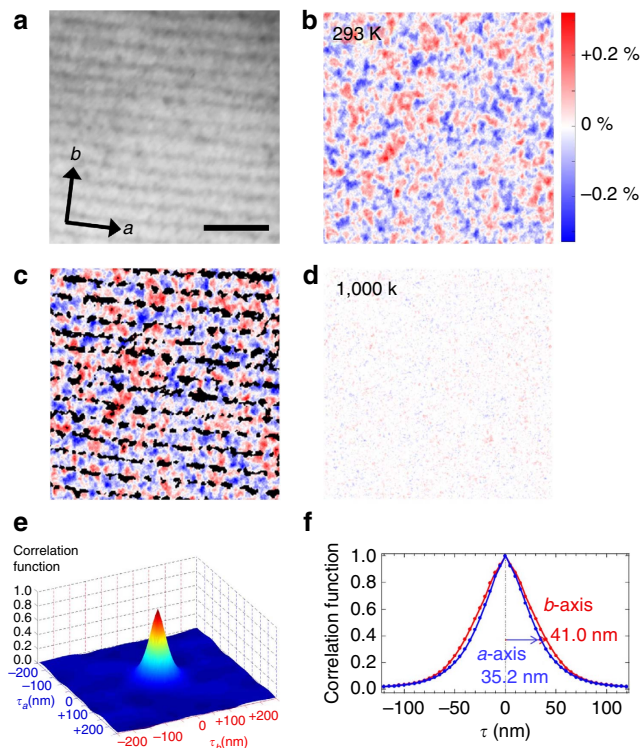 a
b
a
b
293 K
+0.2 %
0 %
−0.2 %
c
d
1,000 k
e
Correlation
function
1.0
0.8
0.6
0.4
0.2
0.0
−200
−100
0
+100
+200
τa(nm)
−200
−100
0
+100
+200
τb(nm)
f
Correlation function
1.0
0.8
0.6
0.4
0.2
0.0
b-axis
41.0 nm
a-axis
35.2 nm
−100
−50
0
50
100
τ (nm)